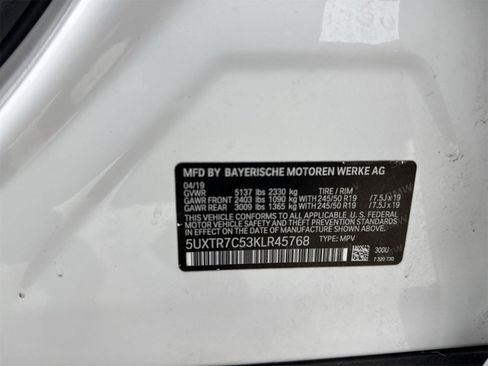 MFD BY BAYERISCHE MOTOREN WERKE AG
04/19
GVWR 5137 lbs 2330 kg TIRE / RIM
GAWR FRONT 2403 lbs 1090 kg WITH 245/50 R19 /7.5J x 19
GAWR REAR 3009 lbs 1365 kg WITH 245/50 R19 /7.5J x 19
THIS VEHICLE CONFORMS TO ALL APPLICABLE U. S. FEDERAL
MOTOR VEHICLE SAFETY STANDARDS IN EFFECT ON THE
DATE OF MANUFACTURE SHOWN ABOVE.
5UXTR7C53KLR45768 TYPE: MPV
300U
7 320 730